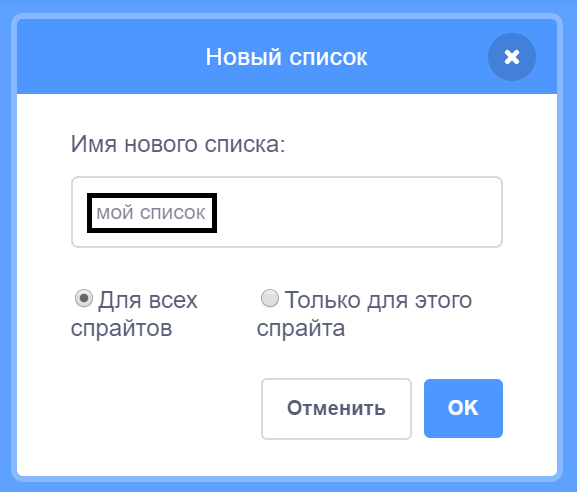 Новый список
Имя нового списка:
мой список
Для всех
спрайтов
Только для этого
спрайта
Отменить
OK